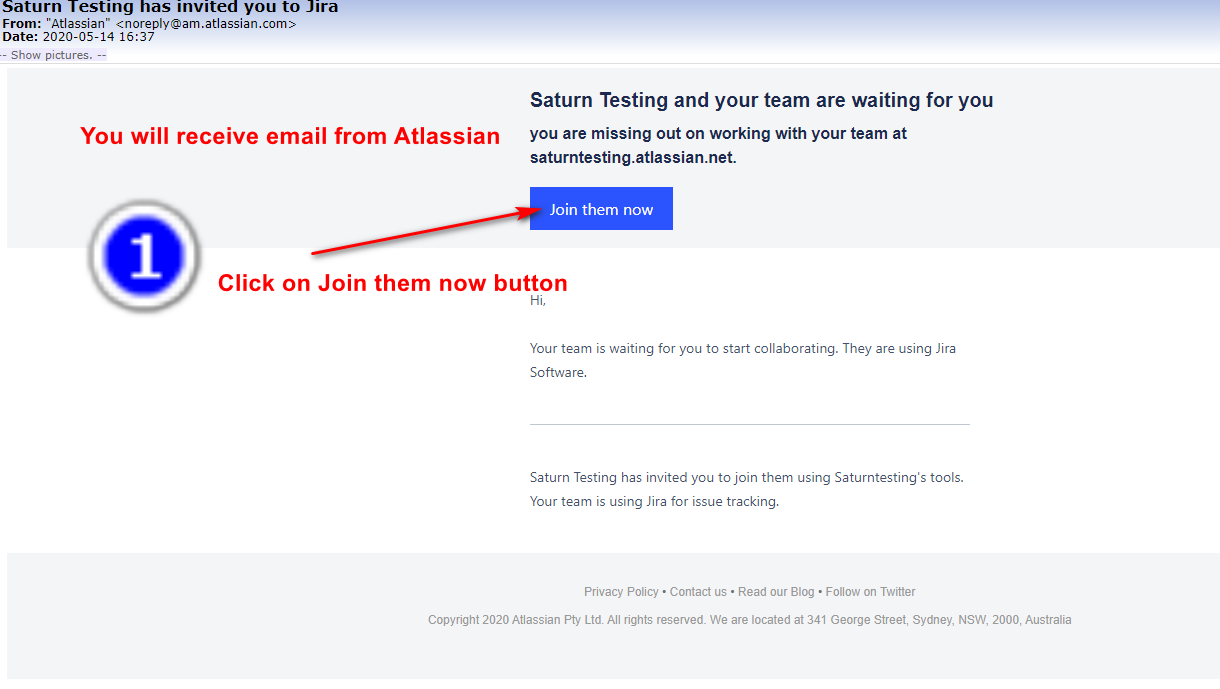 Saturn Testing has invited you to Jira
From: "Atlassian" <noreply@am.atlassian.com>
Date: 2020-05-14 16:37
-- Show pictures. --
Saturn Testing and your team are waiting for you
You will receive email from Atlassian
you are missing out on working with your team at
saturntesting.atlassian.net.
Join them now
1
Click on Join them now button
Hi,
Your team is waiting for you to start collaborating. They are using Jira
Software.
Saturn Testing has invited you to join them using Saturntesting's tools.
Your team is using Jira for issue tracking.
Privacy Policy • Contact us • Read our Blog • Follow on Twitter
Copyright 2020 Atlassian Pty Ltd. All rights reserved. We are located at 341 George Street, Sydney, NSW, 2000, Australia